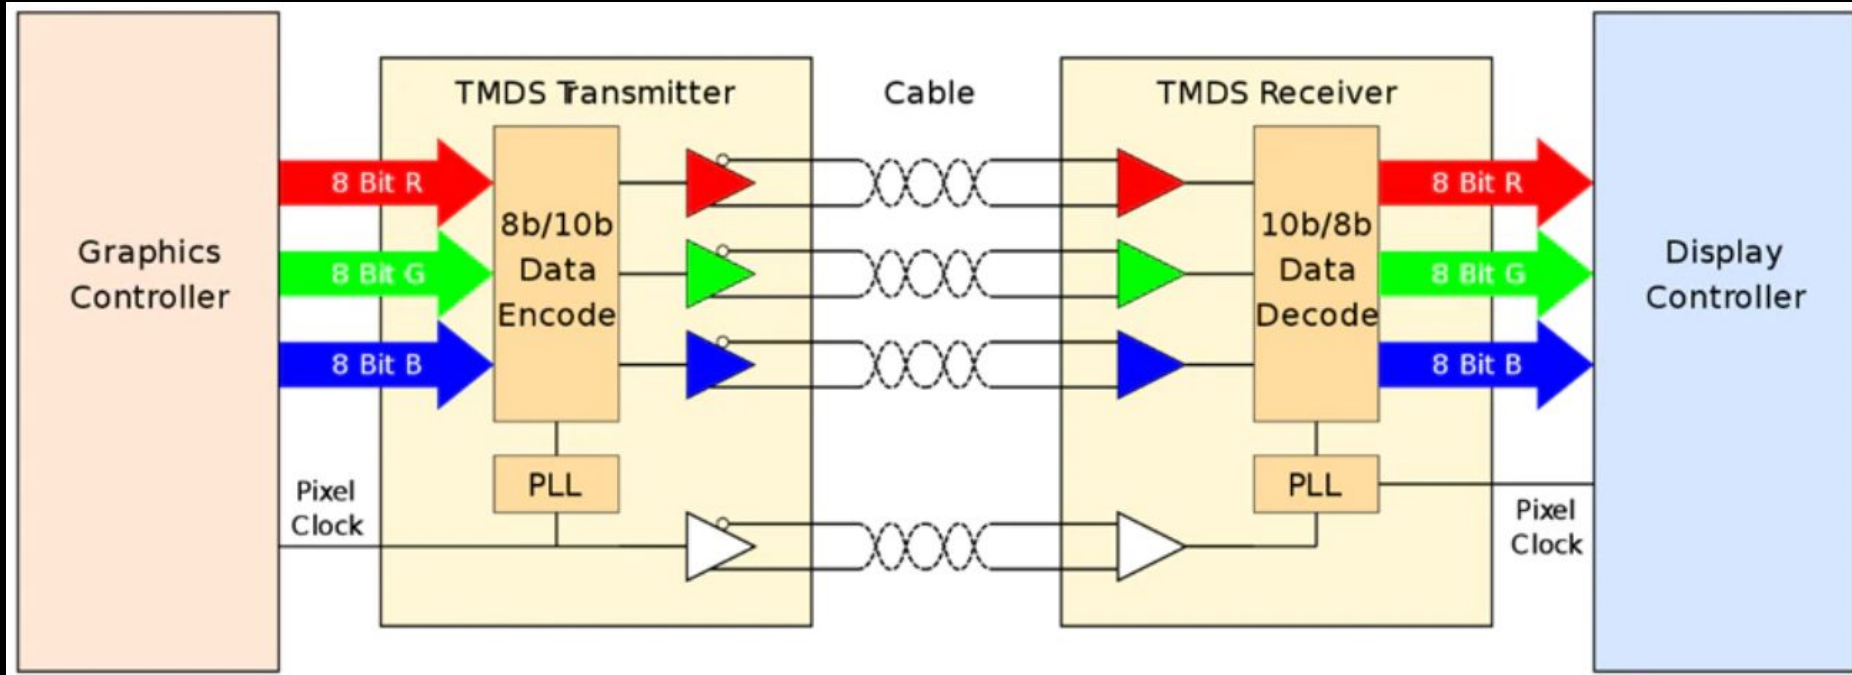 TMDS Transmitter
Cable
TMDS Receiver
Graphics
Controller
8 Bit R
8 Bit G
8 Bit B
8b/10b
Data
Encode
10b/8b
Data
Decode
8 Bit R
8 Bit G
8 Bit B
Display
Controller
Pixel
Clock
PLL
PLL
Pixel
Clock